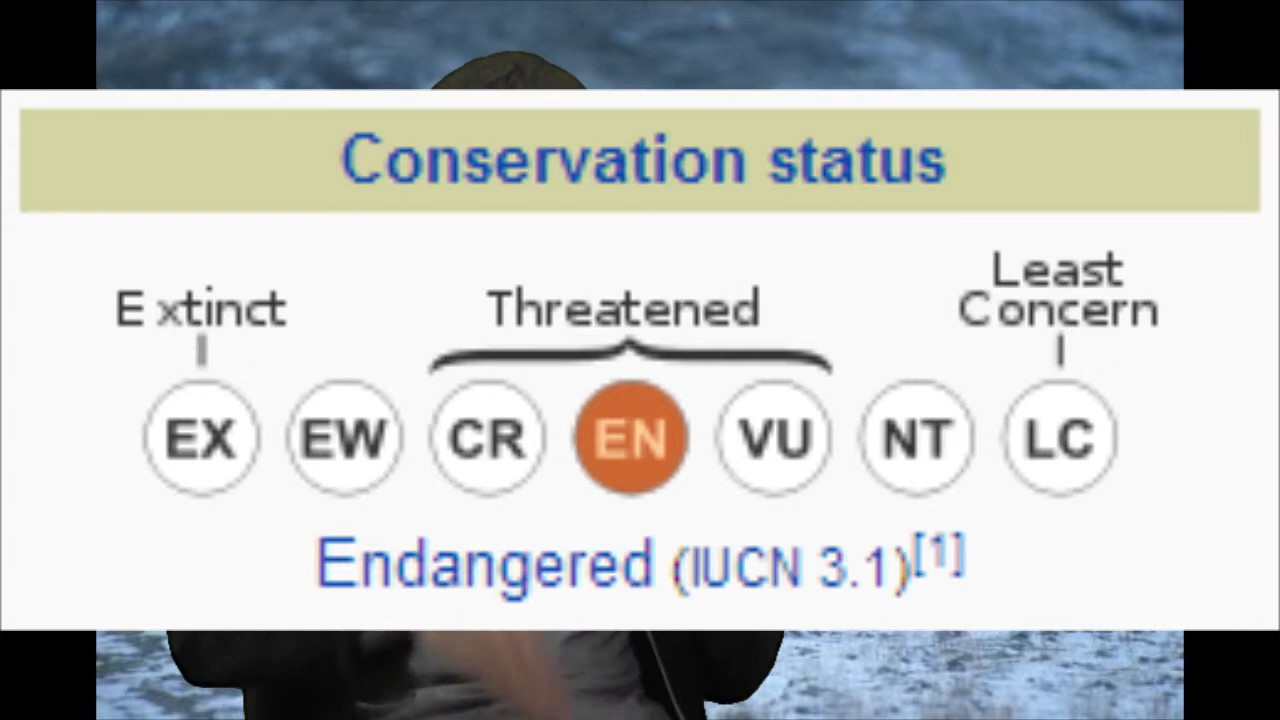 Conservation status
Extinct
Threatened
Least
Concern
EX EW CR EN VU NT LC
Endangered (IUCN 3.1)[1]